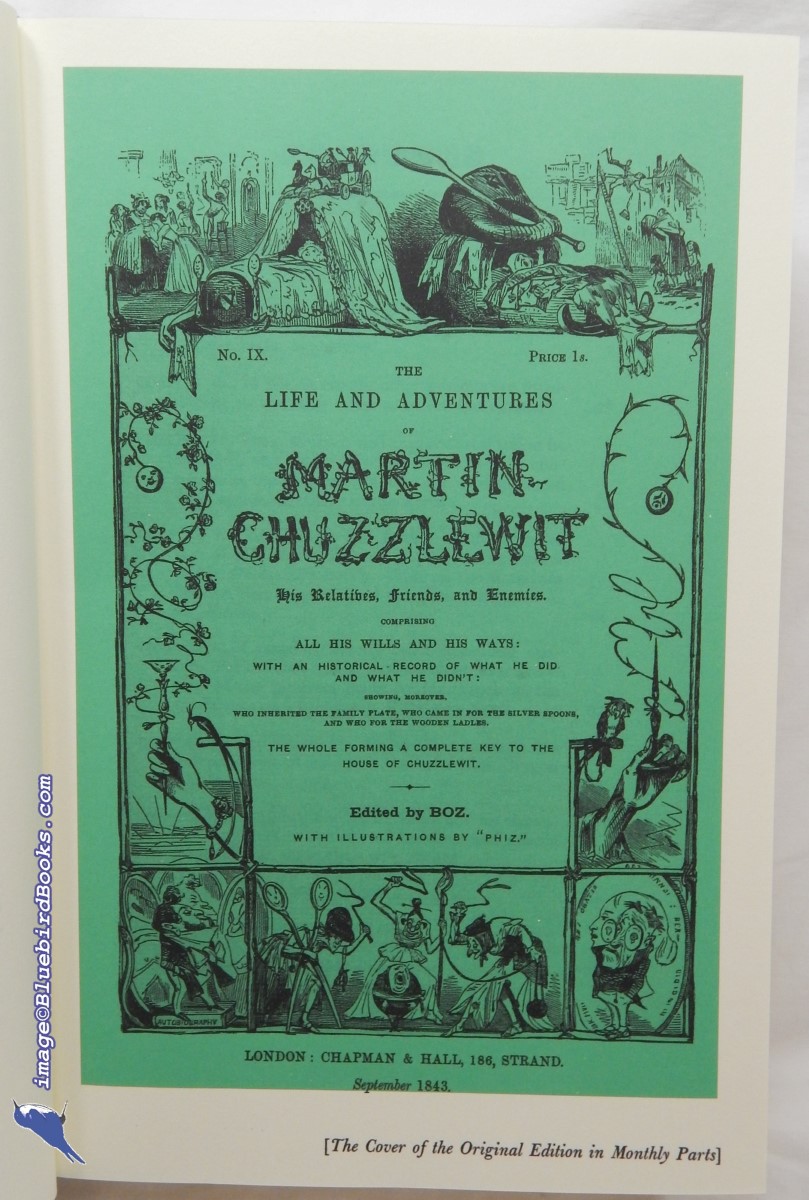 No. IX.
PRICE 1s.
THE
LIFE AND ADVENTURES
OF
MARTIN
CHUZZLEWIT
His Relatives, Friends, and Enemies.
COMPRISING
ALL HIS WILLS AND HIS WAYS:
WITH AN HISTORICAL RECORD OF WHAT HE DID
AND WHAT HE DIDN'T:
SHOWING, MOREOVER,
WHO INHERITED THE FAMILY PLATE, WHO CAME IN FOR THE SILVER SPOONS,
AND WHO FOR THE WOODEN LADLES.
THE WHOLE FORMING A COMPLETE KEY TO THE
HOUSE OF CHUZZLEWIT.
Edited by BOZ.
WITH ILLUSTRATIONS BY "PHIZ."
AUTOBIOGRAPHY
LONDON: CHAPMAN & HALL, 186, STRAND.
September 1843.
[The Cover of the Original Edition in Monthly Parts]
image©BluebirdBooks.com